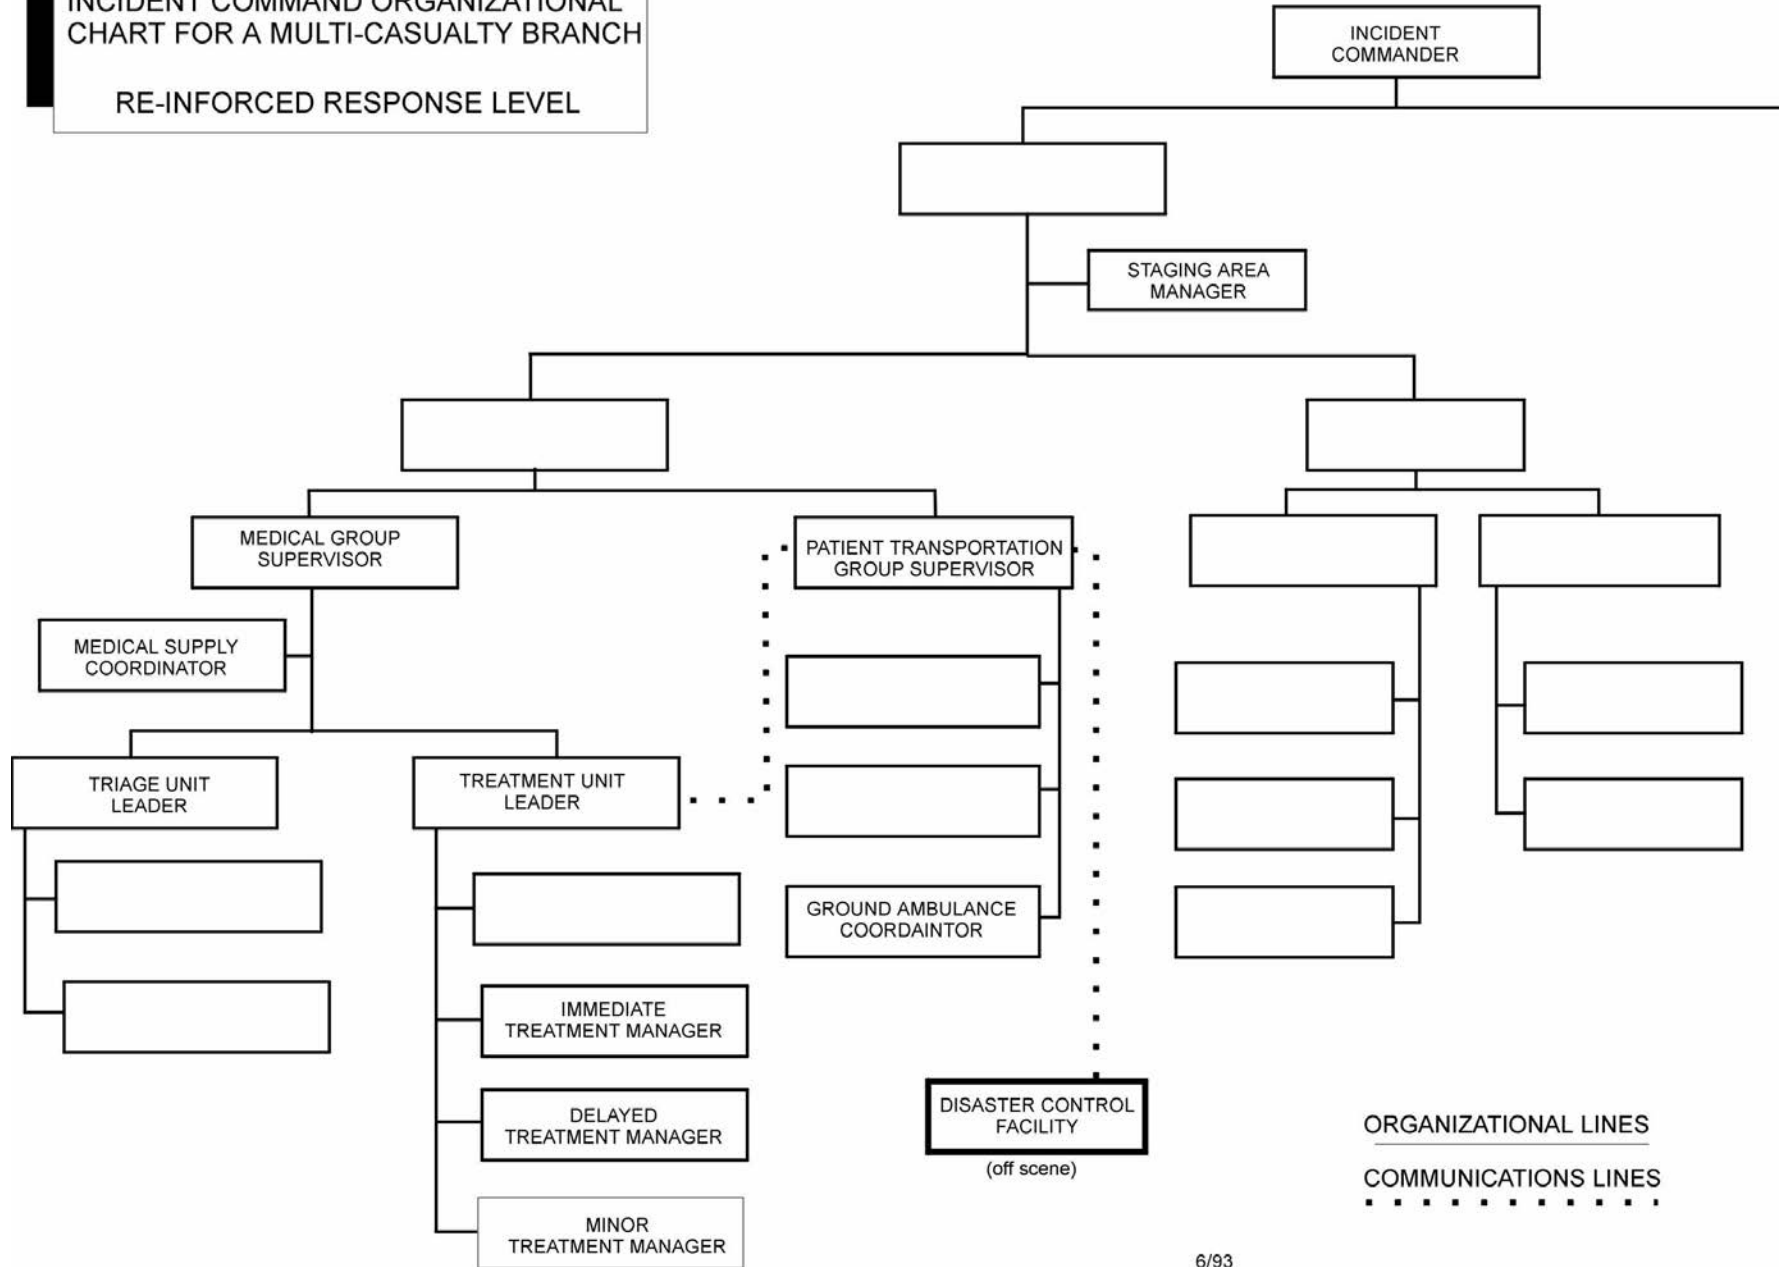 INCIDENT COMMAND ORGANIZATIONAL
CHART FOR A MULTI-CASUALTY BRANCH
RE-INFORCED RESPONSE LEVEL
INCIDENT
COMMANDER
STAGING AREA
MANAGER
MEDICAL GROUP
SUPERVISOR
PATIENT TRANSPORTATION
GROUP SUPERVISOR
MEDICAL SUPPLY
COORDINATOR
TRIAGE UNIT
LEADER
TREATMENT UNIT
LEADER
GROUND AMBULANCE
COORDAINTOR
IMMEDIATE
TREATMENT MANAGER
DELAYED
TREATMENT MANAGER
MINOR
TREATMENT MANAGER
DISASTER CONTROL
FACILITY
(off scene)
ORGANIZATIONAL LINES
COMMUNICATIONS LINES
6/93